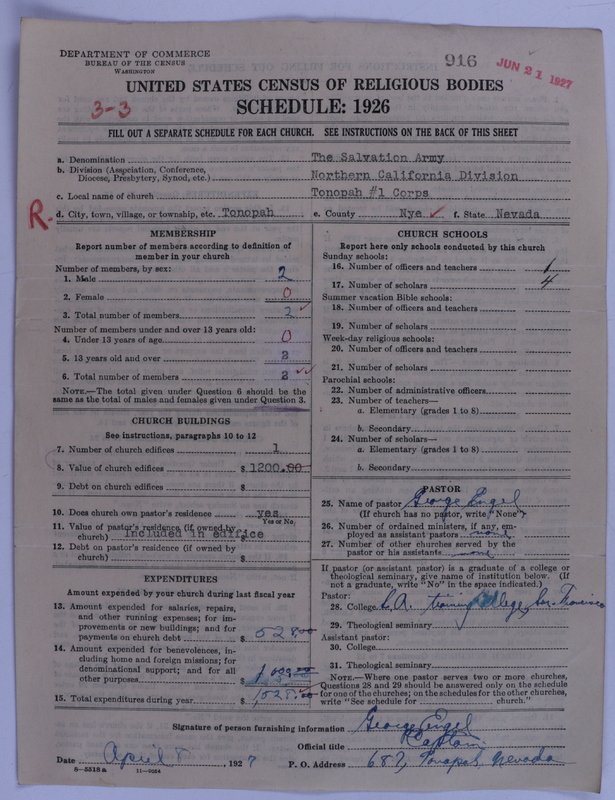 DEPARTMENT OF COMMERCE
BUREAU OF THE CENSUS
WASHINGTON
916
JUN 21 1927
3-3
UNITED STATES CENSUS OF RELIGIOUS BODIES
SCHEDULE: 1926
FILL OUT A SEPARATE SCHEDULE FOR EACH CHURCH. SEE INSTRUCTIONS ON THE BACK OF THIS SHEET
a. Denomination The Salvation Army
b. Division (Association, Conference, Diocese, Presbytery, Synod, etc.) Northern California Division
c. Local name of church Tonopah #1 Corps
R. d. City, town, village, or township, etc. Tonopah e. County Nye ✓ f. State Nevada
MEMBERSHIP
Report number of members according to definition of
member in your church
Number of members, by sex:
1. Male 2
2. Female 0
3. Total number of members 2 ✓
Number of members under and over 13 years old:
4. Under 13 years of age 0
5. 13 years old and over 2
6. Total number of members 2 ✓✓
NOTE.—The total given under Question 6 should be the
same as the total of males and females given under Question 3.
CHURCH BUILDINGS
See instructions, paragraphs 10 to 12
7. Number of church edifices 1
8. Value of church edifices $ 1200.00
9. Debt on church edifices $
10. Does church own pastor's residence yes
Yes or No
11. Value of pastor's residence (if owned by
church) Included in edifice $
12. Debt on pastor's residence (if owned by
church) $
EXPENDITURES
Amount expended by your church during last fiscal year
13. Amount expended for salaries, repairs,
and other running expenses; for im-
provements or new buildings; and for
payments on church debt $ 528.00
14. Amount expended for benevolences, in-
cluding home and foreign missions; for
denominational support; and for all
other purposes $
15. Total expenditures during year $ 1,528.00
CHURCH SCHOOLS
Report here only schools conducted by this church
Sunday schools:
16. Number of officers and teachers 1
17. Number of scholars 4
Summer vacation Bible schools:
18. Number of officers and teachers
19. Number of scholars
Week-day religious schools:
20. Number of officers and teachers
21. Number of scholars
Parochial schools:
22. Number of administrative officers
23. Number of teachers—
a. Elementary (grades 1 to 8)
b. Secondary
24. Number of scholars—
a. Elementary (grades 1 to 8)
b. Secondary
PASTOR
25. Name of pastor George Engel
(If church has no pastor, write "None")
26. Number of ordained ministers, if any, em-
ployed as assistant pastors none
27. Number of other churches served by the
pastor or his assistants none
If pastor (or assistant pastor) is a graduate of a college or
theological seminary, give name of institution below. (If
not a graduate, write "No" in the space indicated.)
Pastor:
28. College S.A. training College, San Francisco
29. Theological seminary
Assistant pastor:
30. College
31. Theological seminary
NOTE.—Where one pastor serves two or more churches,
Questions 28 and 29 should be answered only on the schedule
for one of the churches; on the schedules for the other churches,
write "See schedule for church."
Signature of person furnishing information George Engel
Official title Captain
Date April 8, 1927 P. O. Address 687, Tonopah, Nevada
8-5518a 11-9064